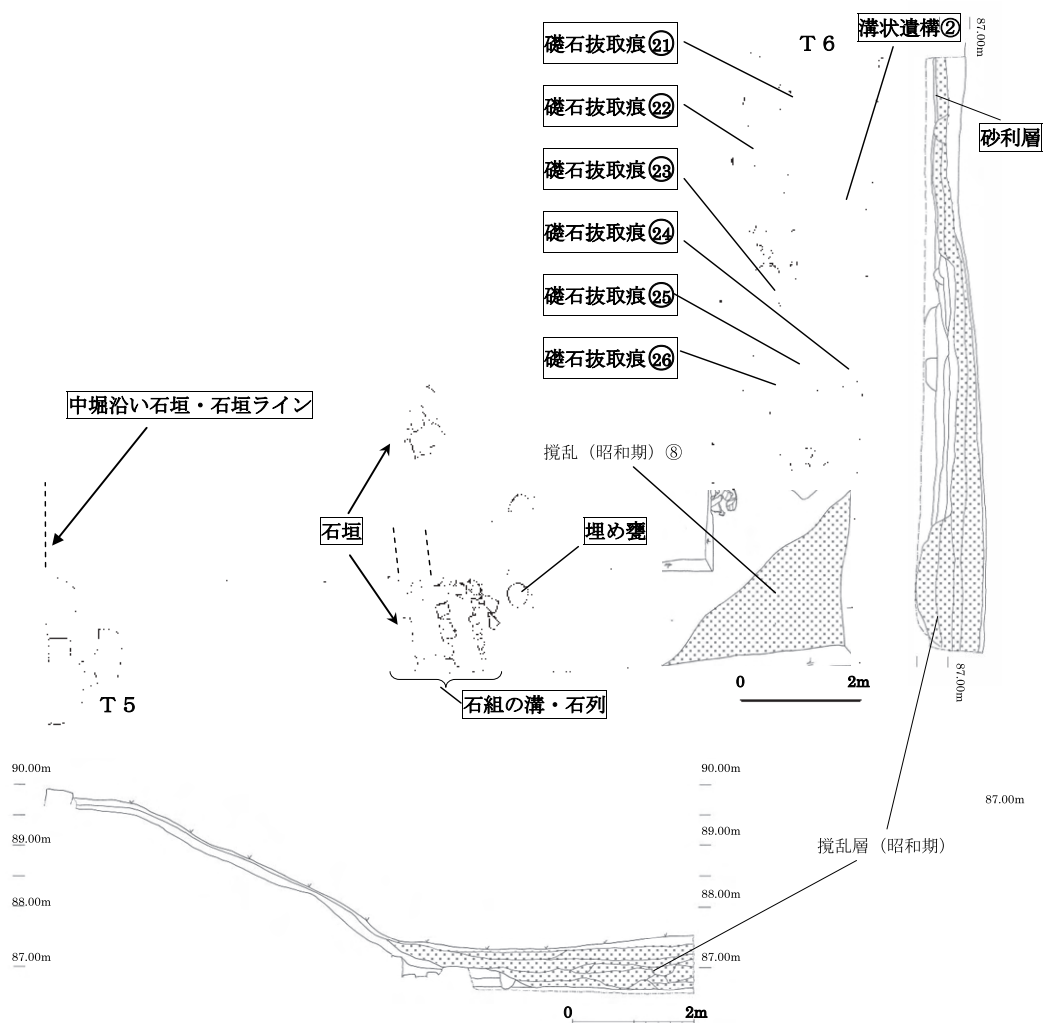 礎石抜取痕㉑
T６
溝状遺構②
87.00m
礎石抜取痕㉒
砂利層
礎石抜取痕㉓
礎石抜取痕㉔
礎石抜取痕㉕
礎石抜取痕㉖
中堀沿い石垣・石垣ライン
撹乱（昭和期）⑧
石垣
埋め甕
87.00m
0 2m
T５
石組の溝・石列
90.00m
90.00m
87.00m
89.00m
89.00m
撹乱層（昭和期）
88.00m
88.00m
87.00m
87.00m
0 2m